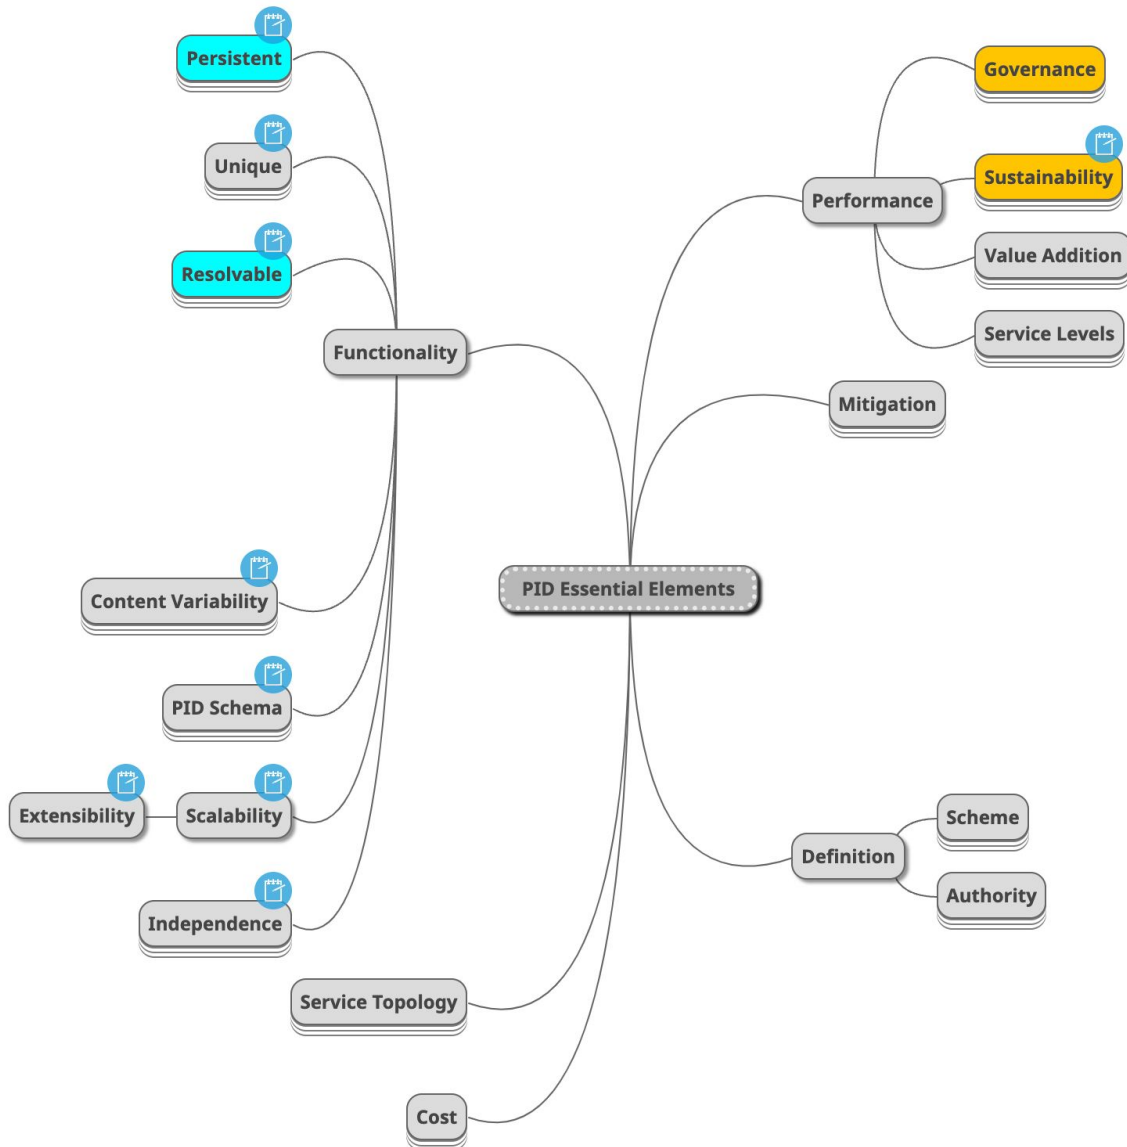 Persistent
Unique
Resolvable
Functionality
Content Variability
PID Schema
Extensibility
Scalability
Independence
Service Topology
Cost
PID Essential Elements
Governance
Sustainability
Performance
Value Addition
Service Levels
Mitigation
Scheme
Definition
Authority